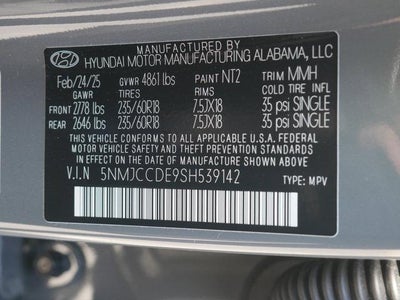 MANUFACTURED BY
HYUNDAI MOTOR MANUFACTURING ALABAMA, LLC
Feb/24/25 GVWR 4861 lbs PAINT NT2 TRIM MMH
GAWR TIRES RIMS COLD TIRE INFL
FRONT 2778 lbs 235/60R18 7.5JX18 35 psi SINGLE
REAR 2646 lbs 235/60R18 7.5JX18 35 psi SINGLE
THIS VEHICLE CONFORMS TO ALL APPLICABLE U.S. FEDERAL
MOTOR VEHICLE SAFETY AND THEFT PREVENTION STANDARDS
IN EFFECT ON THE DATE OF MANUFACTURE SHOWN ABOVE.
V.I.N 5NMJCCDE9SH539142 TYPE: MPV